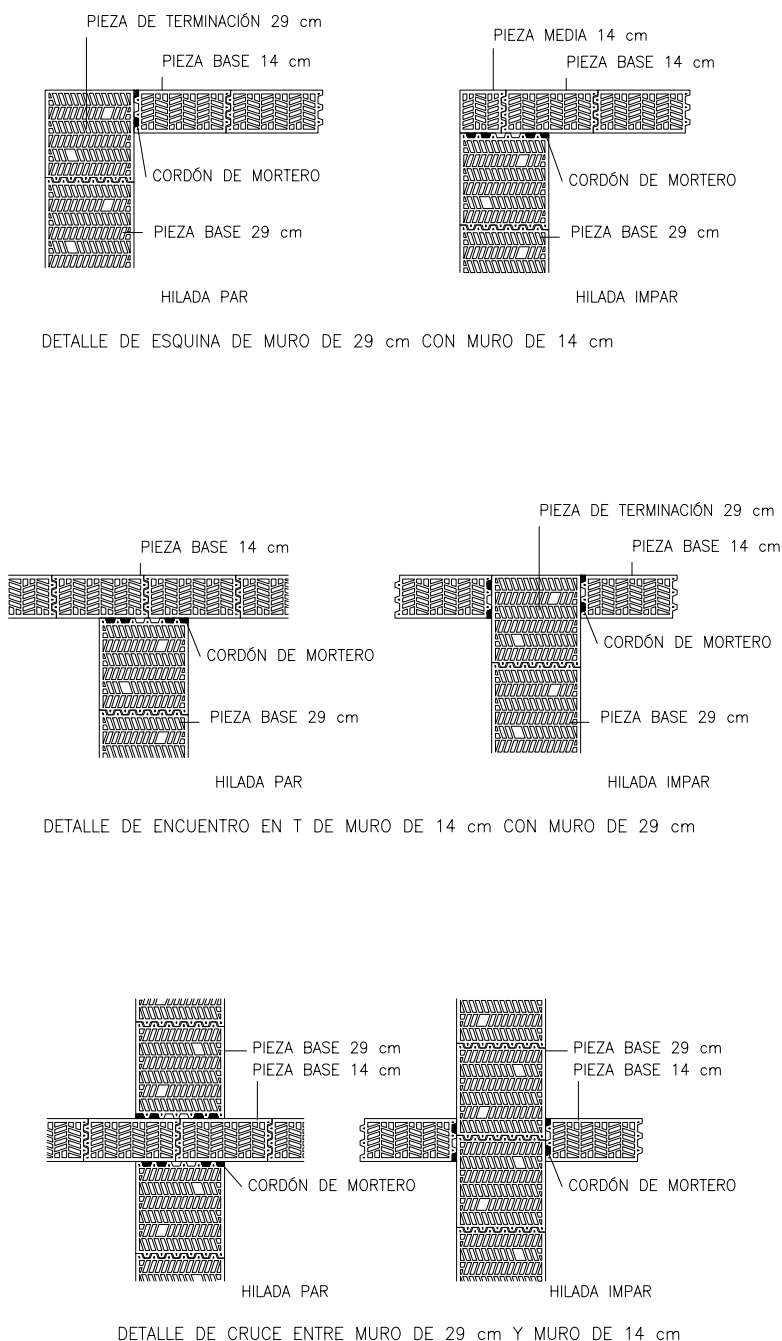 PIEZA DE TERMINACIÓN 29 cm
PIEZA BASE 14 cm
CORDÓN DE MORTERO
PIEZA BASE 29 cm
HILADA PAR
PIEZA MEDIA 14 cm
PIEZA BASE 14 cm
CORDÓN DE MORTERO
PIEZA BASE 29 cm
HILADA IMPAR
DETALLE DE ESQUINA DE MURO DE 29 cm CON MURO DE 14 cm
PIEZA BASE 14 cm
CORDÓN DE MORTERO
PIEZA BASE 29 cm
HILADA PAR
PIEZA DE TERMINACIÓN 29 cm
PIEZA BASE 14 cm
CORDÓN DE MORTERO
PIEZA BASE 29 cm
HILADA IMPAR
DETALLE DE ENCUENTRO EN T DE MURO DE 14 cm CON MURO DE 29 cm
PIEZA BASE 29 cm
PIEZA BASE 14 cm
CORDÓN DE MORTERO
HILADA PAR
PIEZA BASE 29 cm
PIEZA BASE 14 cm
CORDÓN DE MORTERO
HILADA IMPAR
DETALLE DE CRUCE ENTRE MURO DE 29 cm Y MURO DE 14 cm